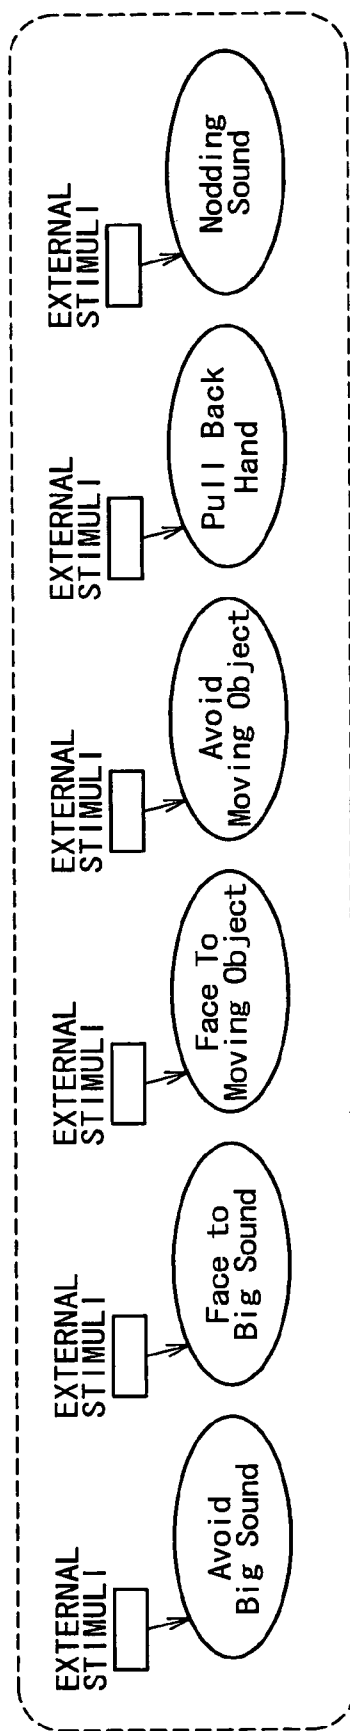 EXTERNAL
STIMULI
Avoid
Big Sound
EXTERNAL
STIMULI
Face to
Big Sound
EXTERNAL
STIMULI
Face To
Moving Object
EXTERNAL
STIMULI
Avoid
Moving Object
EXTERNAL
STIMULI
Pull Back
Hand
EXTERNAL
STIMULI
Nodding
Sound